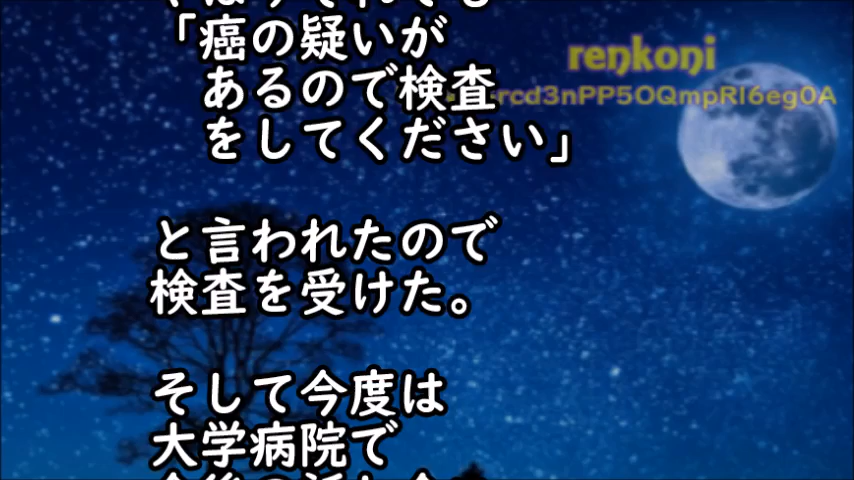 「癌の疑いが
あるので検査
をしてください」
renkoni
rcd3nPP5OQmpRI6eg0A
と言われたので
検査を受けた。
そして今度は
大学病院で